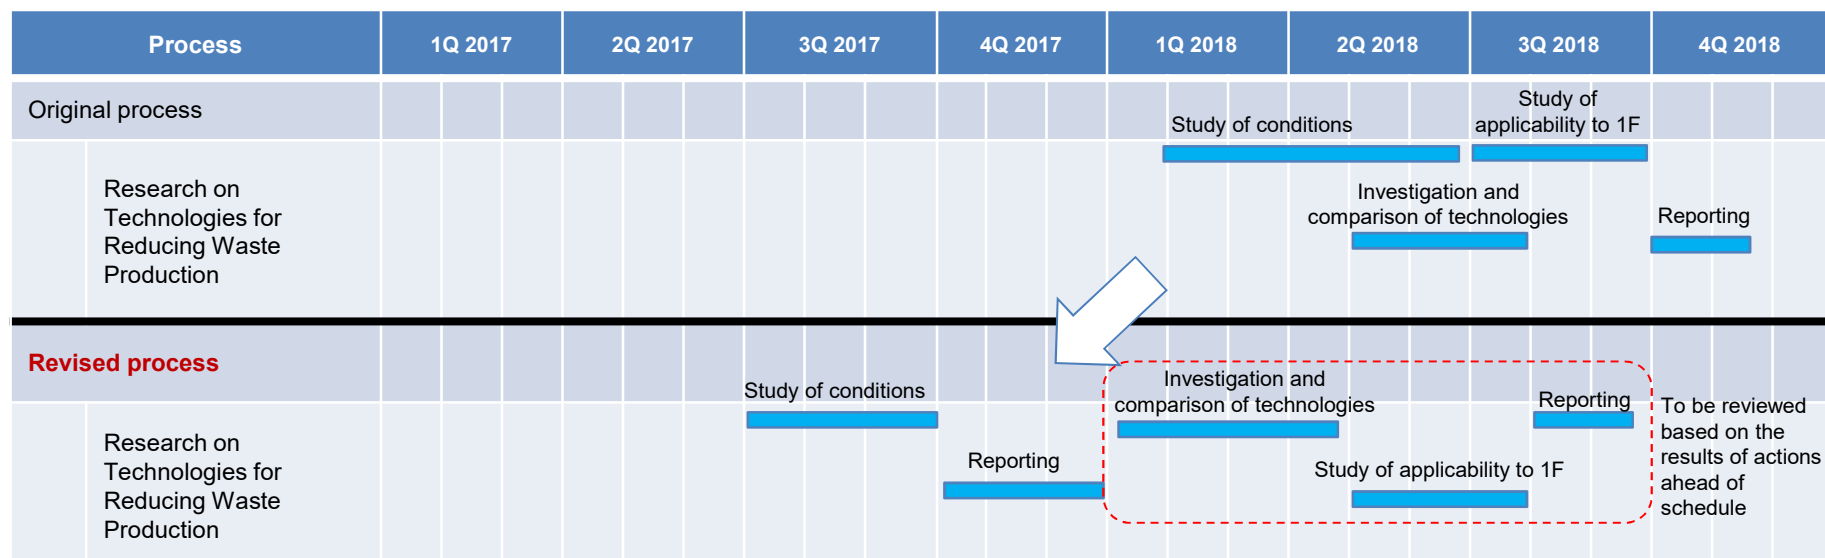 Process
1Q 2017
2Q 2017
3Q 2017
4Q 2017
1Q 2018
2Q 2018
3Q 2018
4Q 2018
Original process
Study of conditions
Study of
applicability to 1F
Research on
Technologies for
Reducing Waste
Production
Investigation and
comparison of technologies
Reporting
Revised process
Study of conditions
Investigation and
comparison of technologies
Reporting
To be reviewed
based on the
results of actions
ahead of
schedule
Research on
Technologies for
Reducing Waste
Production
Reporting
Study of applicability to 1F